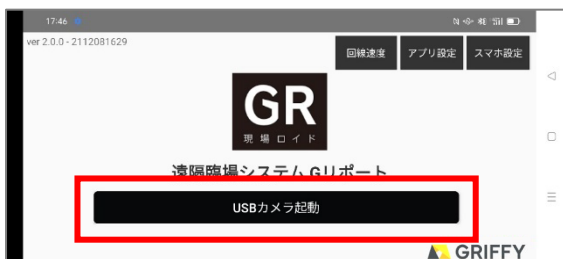 17:46
ver 2.0.0 - 2112081629
回線速度 アプリ設定 スマホ設定
GR
現場ロイド
遠隔臨場システム Gリポート
USBカメラ起動
GRIFFY